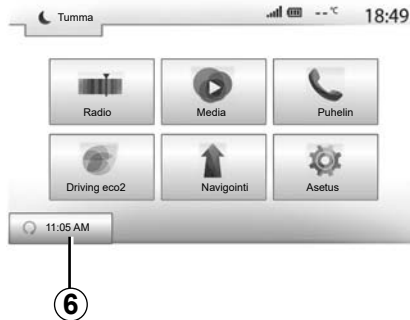 Tumma
--°C 18:49
Radio Media Puhelin
Driving eco2 Navigointi Asetus
11:05 AM
6